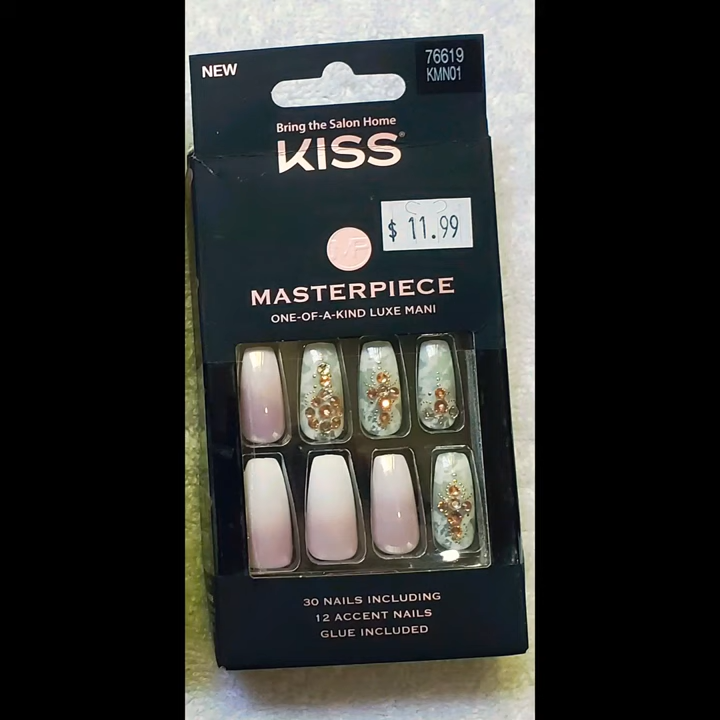 NEW
76619
KMN01
Bring the Salon Home
KISS®
$ 11.99
MP
MASTERPIECE
ONE-OF-A-KIND LUXE MANI
30 NAILS INCLUDING
12 ACCENT NAILS
GLUE INCLUDED